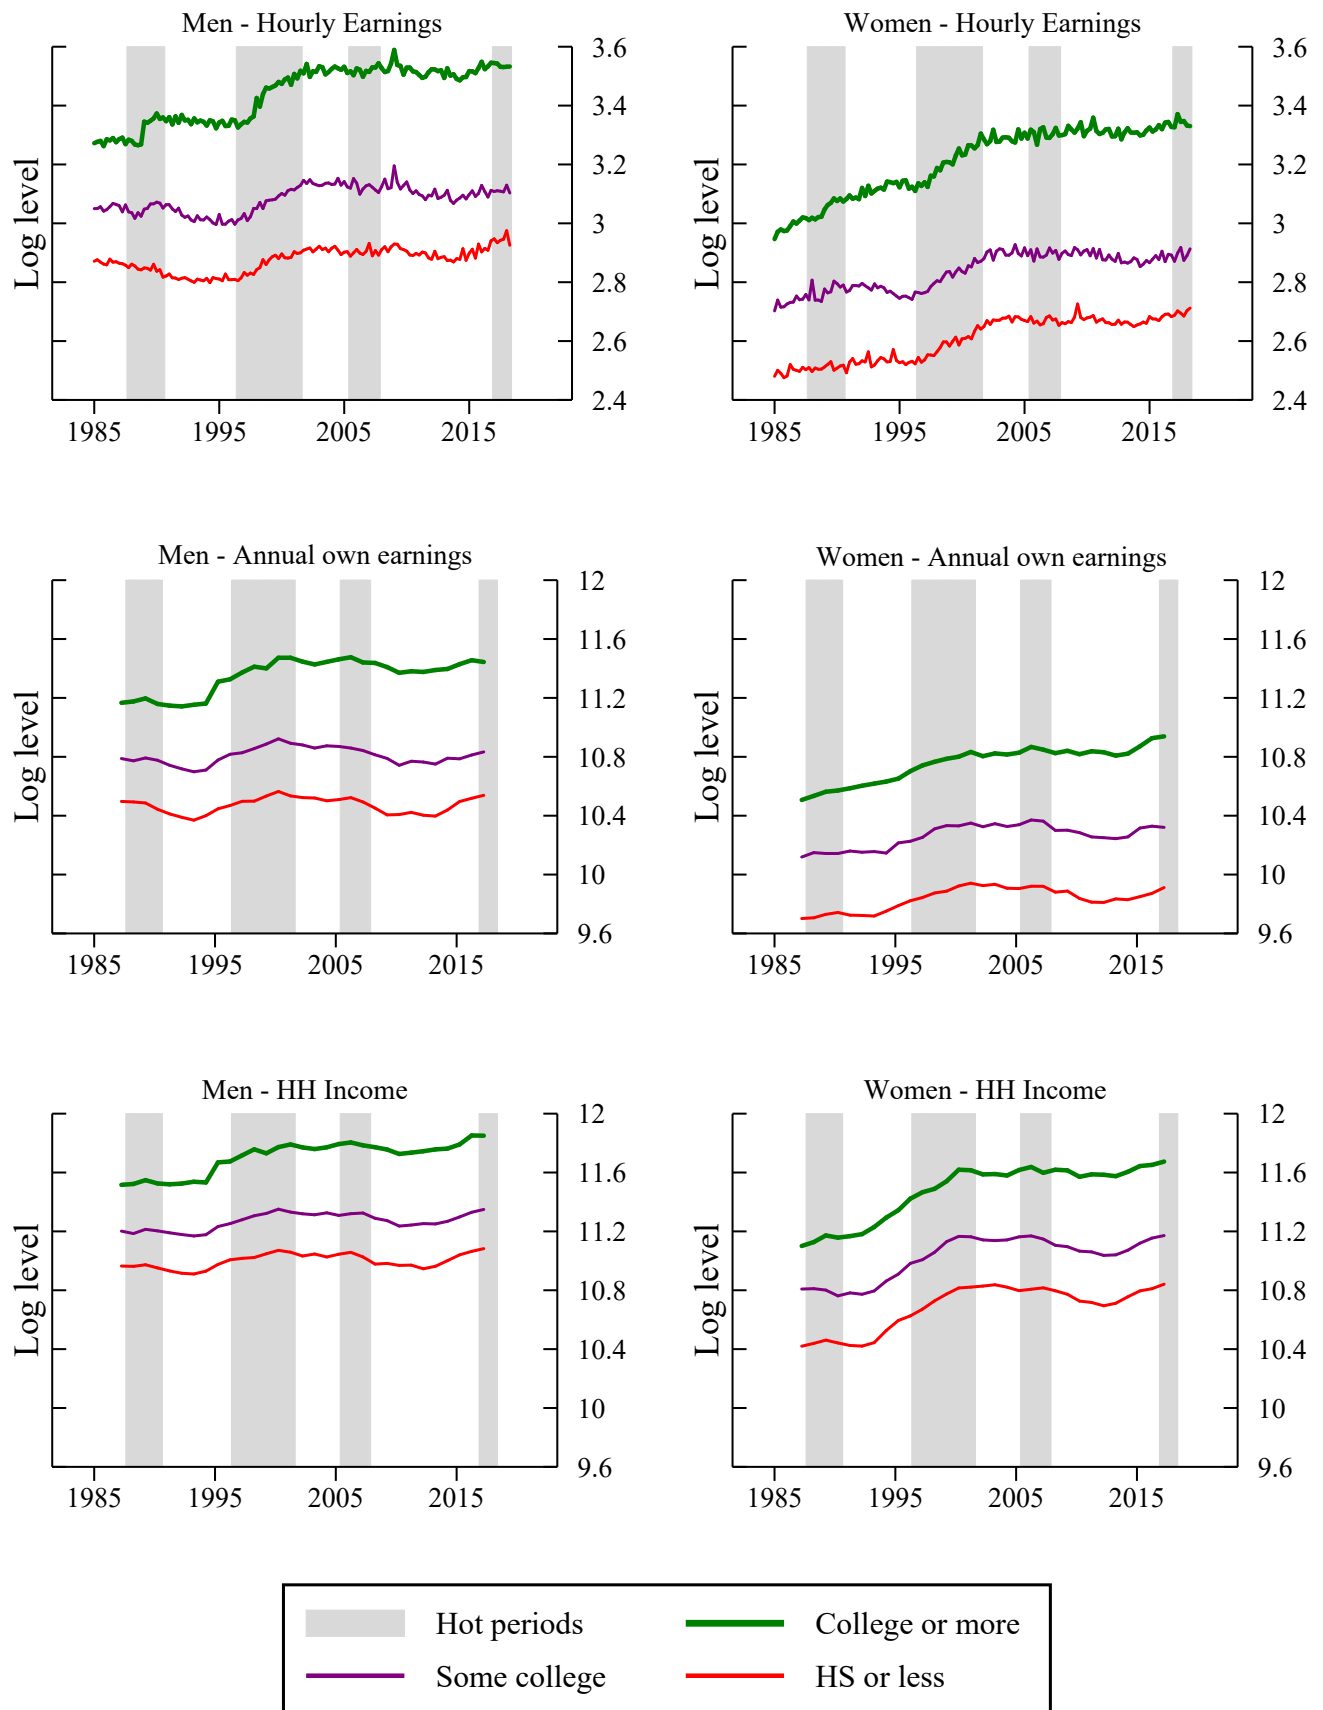 Men - Hourly Earnings
Women - Hourly Earnings
Log level
3.6
3.4
3.2
3
2.8
2.6
2.4
1985 1995 2005 2015
Log level
3.6
3.4
3.2
3
2.8
2.6
2.4
1985 1995 2005 2015
Men - Annual own earnings
Women - Annual own earnings
Log level
12
11.6
11.2
10.8
10.4
10
9.6
1985 1995 2005 2015
Log level
12
11.6
11.2
10.8
10.4
10
9.6
1985 1995 2005 2015
Men - HH Income
Women - HH Income
Log level
12
11.6
11.2
10.8
10.4
10
9.6
1985 1995 2005 2015
Log level
12
11.6
11.2
10.8
10.4
10
9.6
1985 1995 2005 2015
Hot periods College or more
Some college HS or less